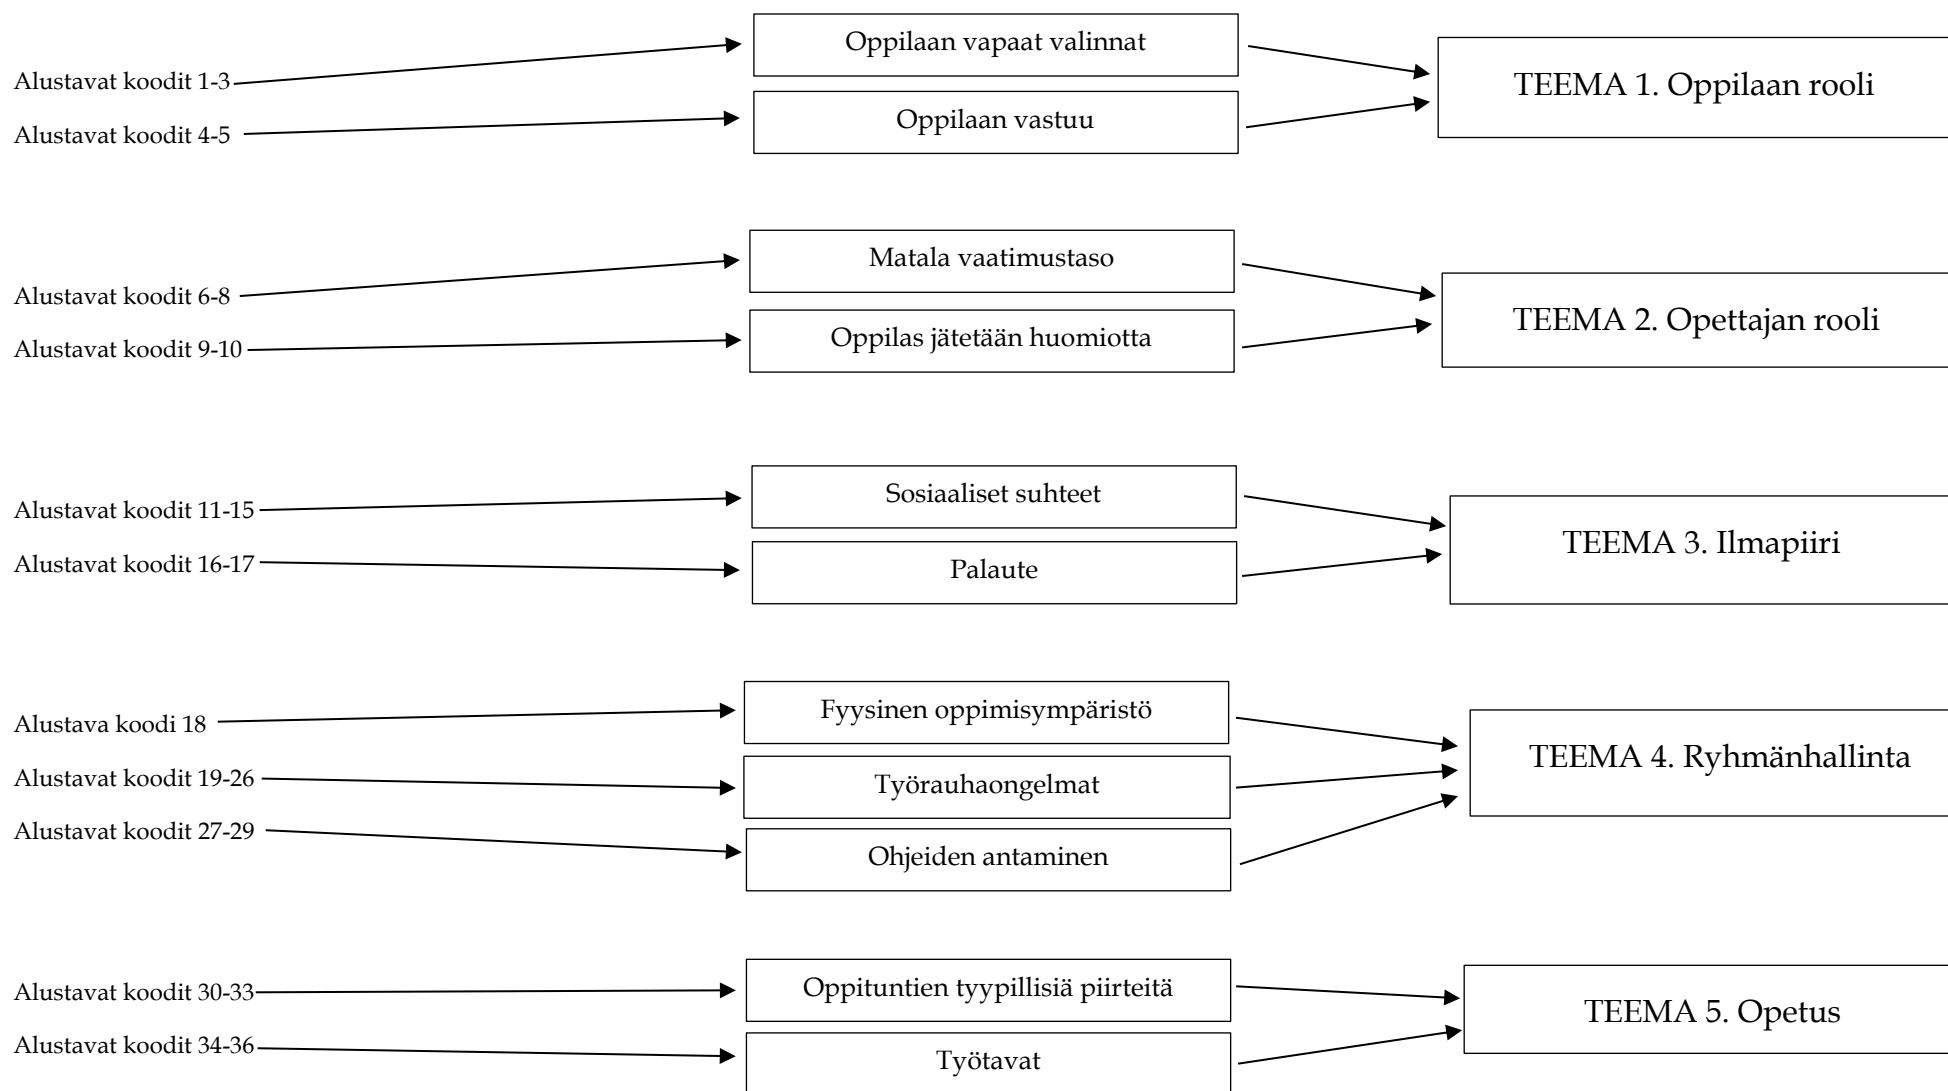 Oppilaan vapaat valinnat
Alustavat koodit 1-3
TEEMA 1. Oppilaan rooli
Oppilaan vastuu
Alustavat koodit 4-5
Matala vaatimustaso
Alustavat koodit 6-8
TEEMA 2. Opettajan rooli
Oppilas jätetään huomiotta
Alustavat koodit 9-10
Sosiaaliset suhteet
Alustavat koodit 11-15
TEEMA 3. Ilmapiiri
Palaute
Alustavat koodit 16-17
Fyysinen oppimisympäristö
Alustava koodi 18
TEEMA 4. Ryhmänhallinta
Alustavat koodit 19-26
Työrauhaongelmat
Alustavat koodit 27-29
Ohjeiden antaminen
Oppituntien tyypillisiä piirteitä
Alustavat koodit 30-33
TEEMA 5. Opetus
Alustavat koodit 34-36
Työtavat